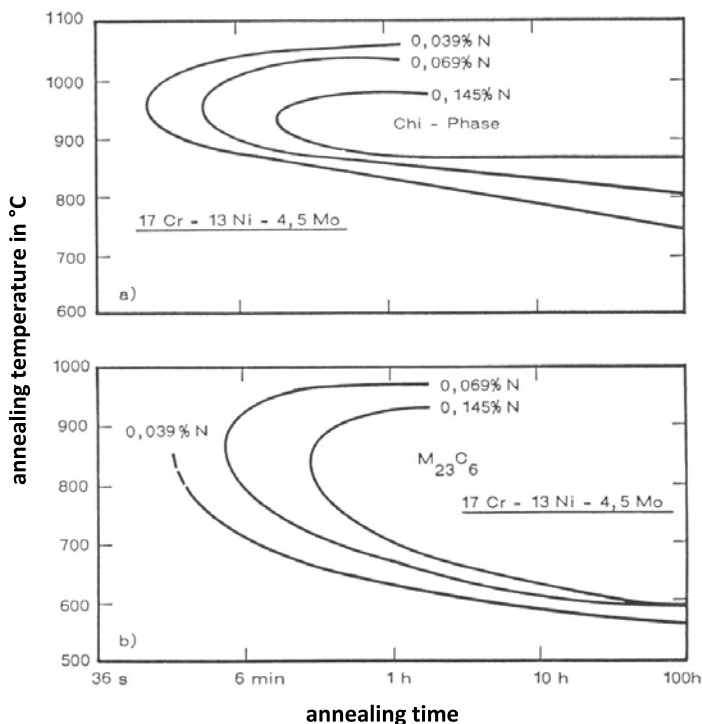 1100
1000
900
800
700
600
0,039% N
0,069% N
0,145% N
Chi - Phase
17 Cr - 13 Ni - 4,5 Mo
a)
annealing temperature in °C
1000
900
800
700
600
500
0,069% N
0,145% N
0,039% N
M23C6
17 Cr - 13 Ni - 4,5 Mo
b)
36 s
6 min
1 h
10 h
100h
annealing time